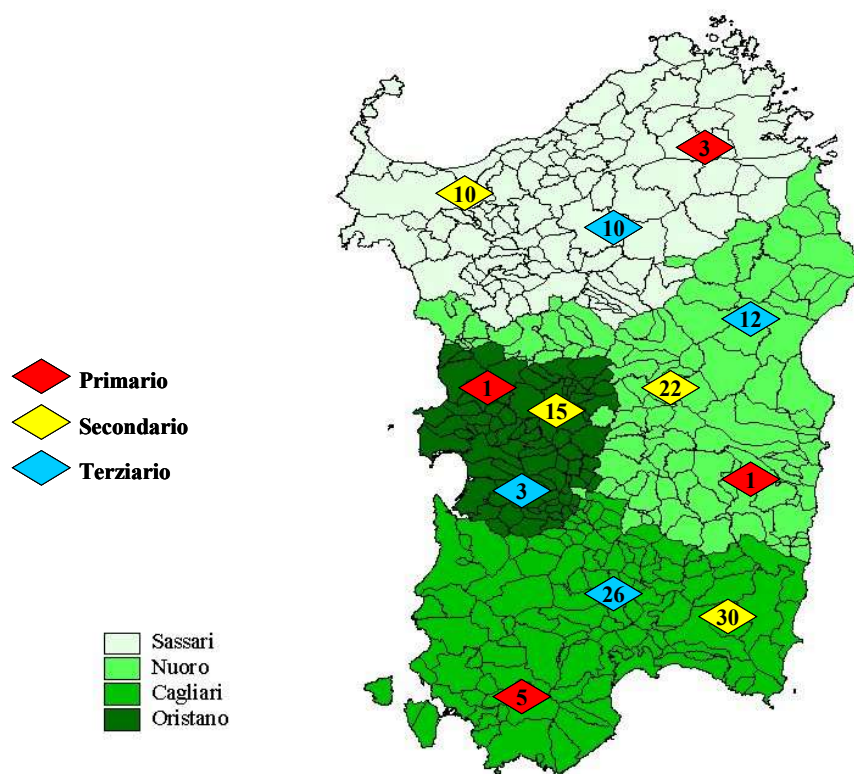 3
10
10
12
Primario
1
22
15
Secondario
Terziario
3
1
26
30
Sassari
Nuoro
Cagliari
5
Oristano